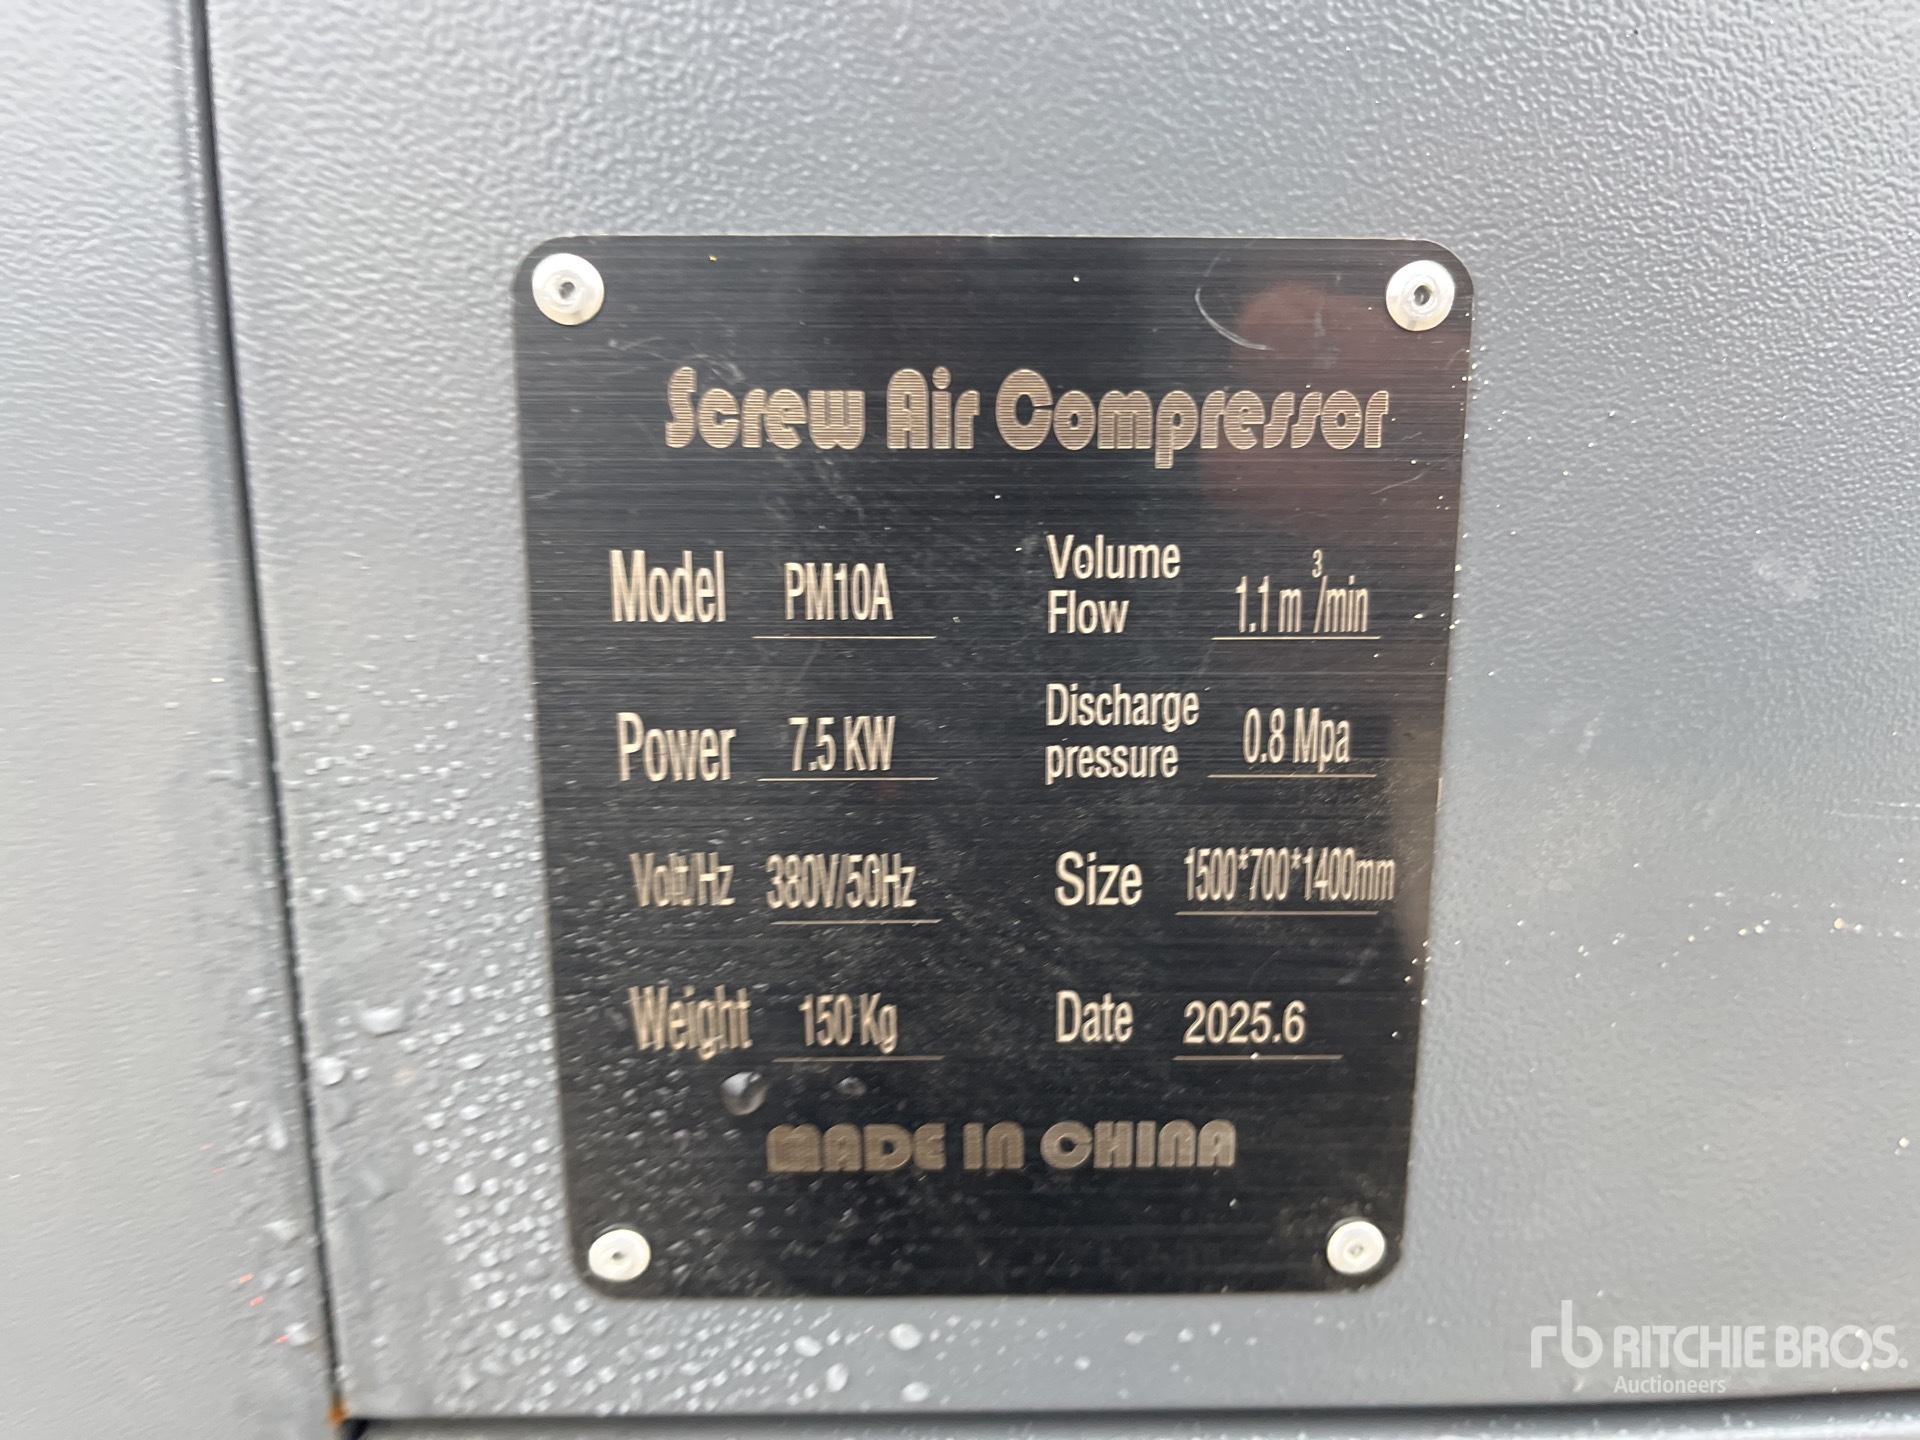 Screw Air Compressor
Model PM10A
Volume Flow 1.1 m³/min
Power 7.5 KW
Discharge pressure 0.8 Mpa
Volt/Hz 380V/50Hz
Size 1500*700*1400mm
Weight 150 Kg
Date 2025.6
MADE IN CHINA
rb RITCHIE BROS.
Auctioneers